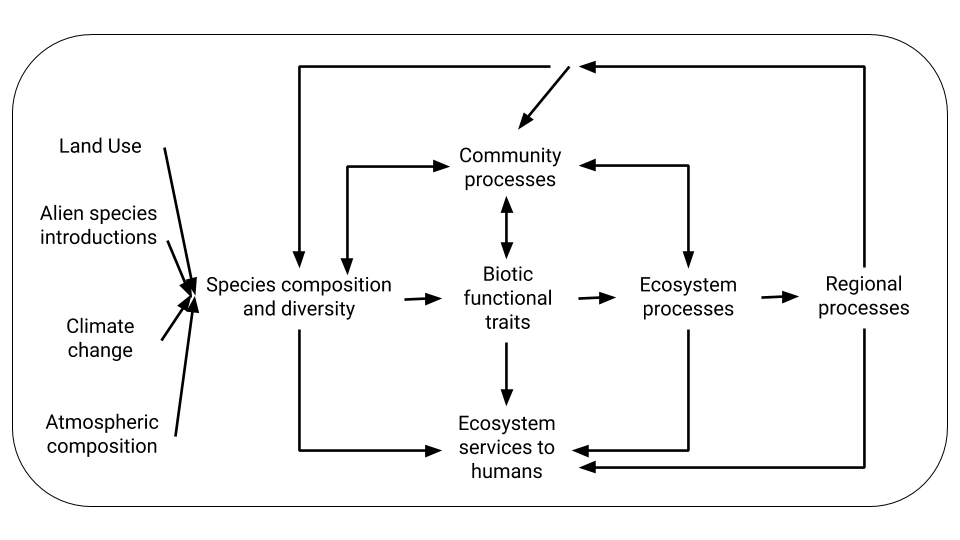 Land Use
Alien species
introductions
Climate
change
Atmospheric
composition
Species composition
and diversity
Community
processes
Biotic
functional
traits
Ecosystem
services to
humans
Ecosystem
processes
Regional
processes